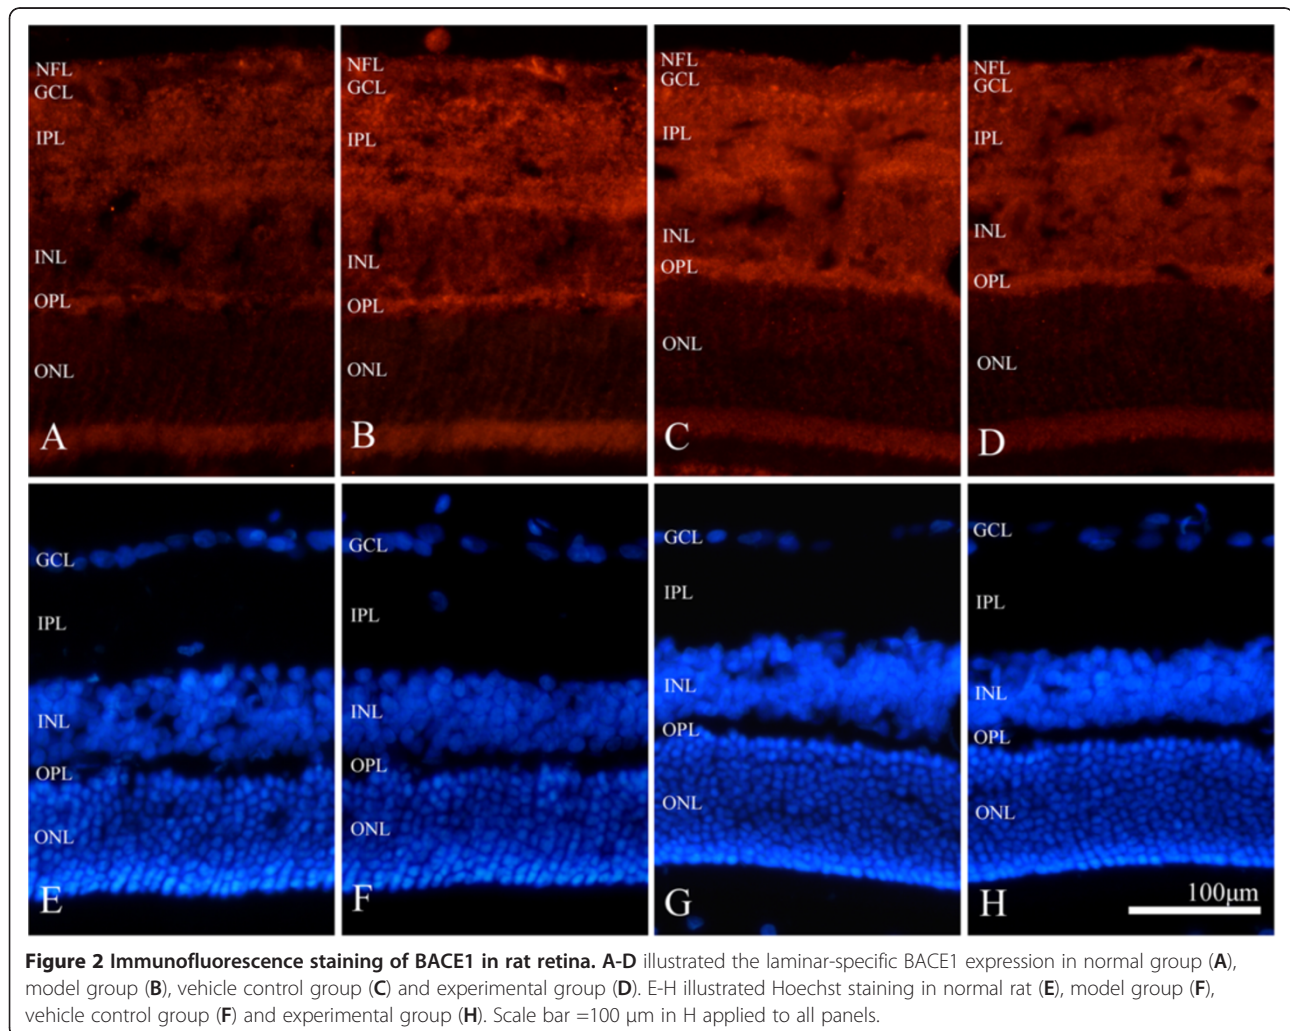 NFL
GCL
IPL
INL
OPL
ONL
A
NFL
GCL
IPL
INL
OPL
ONL
B
NFL
GCL
IPL
INL
OPL
ONL
C
NFL
GCL
IPL
INL
OPL
ONL
D
GCL
IPL
INL
OPL
ONL
E
GCL
IPL
INL
OPL
ONL
F
GCL
IPL
INL
OPL
ONL
G
GCL
IPL
INL
OPL
ONL
H
100μm
Figure 2 Immunofluorescence staining of BACE1 in rat retina. A-D illustrated the laminar-specific BACE1 expression in normal group (A),
model group (B), vehicle control group (C) and experimental group (D). E-H illustrated Hoechst staining in normal rat (E), model group (F),
vehicle control group (F) and experimental group (H). Scale bar =100 μm in H applied to all panels.